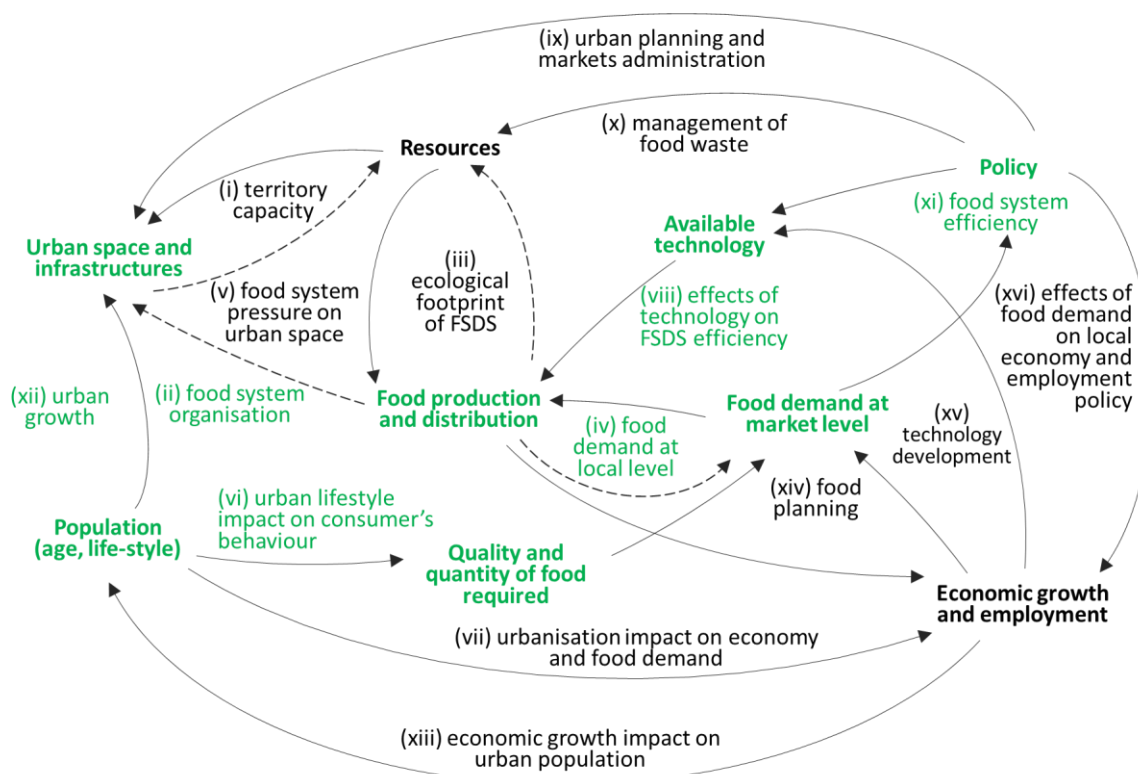 (ix) urban planning and
markets administration
(x) management of
food waste
Resources
Policy
(i) territory
capacity
(xi) food system
efficiency
Available
technology
Urban space and
infrastructures
(iii)
ecological
footprint
of FSDS
(v) food system
pressure on
urban space
(viii) effects of
technology on
FSDS efficiency
(xvi) effects of
food demand
on local
economy and
employment
policy
(xii) urban
growth
(ii) food system
organisation
Food production
and distribution
Food demand at
market level
(iv) food
demand at
local level
(xv)
technology
development
(xiv) food
planning
(vi) urban lifestyle
impact on consumer’s
behaviour
Population
(age, life-style)
Quality and
quantity of food
required
Economic growth
and employment
(vii) urbanisation impact on economy
and food demand
(xiii) economic growth impact on
urban population